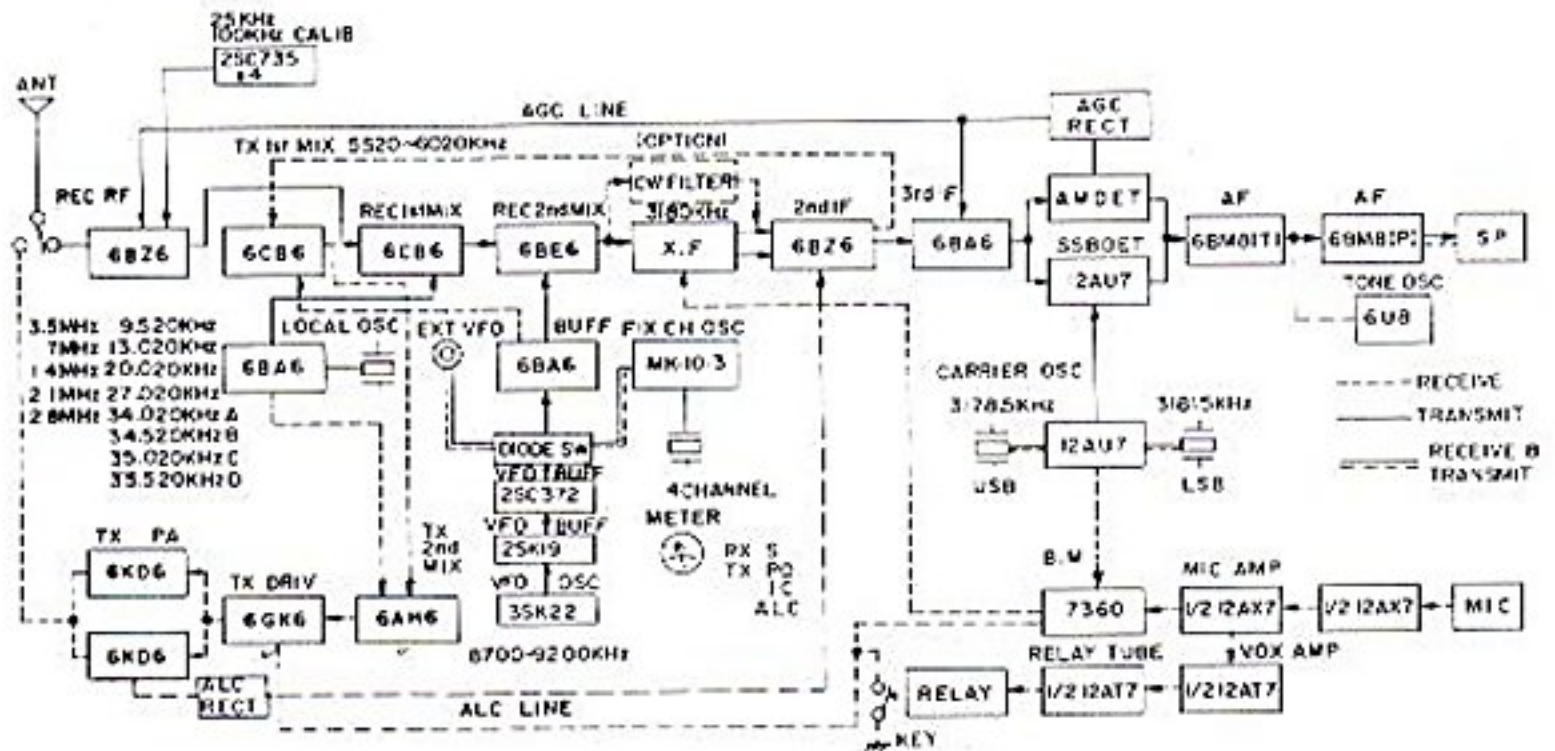 25KHz
100KHz CALIB
2SC735
x4
ANT
AGC LINE
AGC
RECT
TX 1st MIX 5520~6020KHz
(OPTION)
CW FILTER
REC RF
REC 1st MIX
REC 2nd MIX
3180KHz
2nd IF
3rd IF
AM DET
AF
AF
6BZ6
6CB6
6CB6
6BE6
X.F
6BZ6
6BA6
SSB DET
12AU7
6BM8(T)
6BM8(P)
SP
TONE OSC
6U8
3.5MHz 9.520KHz
7MHz 13.020KHz
14MHz 20.020KHz
21MHz 27.020KHz
28MHz 34.020KHz A
34.520KHz B
35.020KHz C
35.520KHz D
LOCAL OSC
6BA6
EXT VFO
BUFF
6BA6
FIX CH OSC
MK-10-3
4 CHANNEL
CARRIER OSC
3178.5KHz
3181.5KHz
12AU7
USB
LSB
RECEIVE
TRANSMIT
RECEIVE &
TRANSMIT
DIODE SW
VFO BUFF
2SC372
VFO BUFF
2SK19
VFO OSC
3SK22
METER
RX S
TX PO
IC
ALC
TX PA
6KD6
6KD6
TX DRIV
6GK6
TX
2nd
MIX
6AH6
8700~9200KHz
ALC
RECT
ALC LINE
B.M
7360
MIC AMP
1/2 12AX7
1/2 12AX7
MIC
RELAY TUBE
VOX AMP
RELAY
1/2 12AT7
1/2 12AT7
KEY